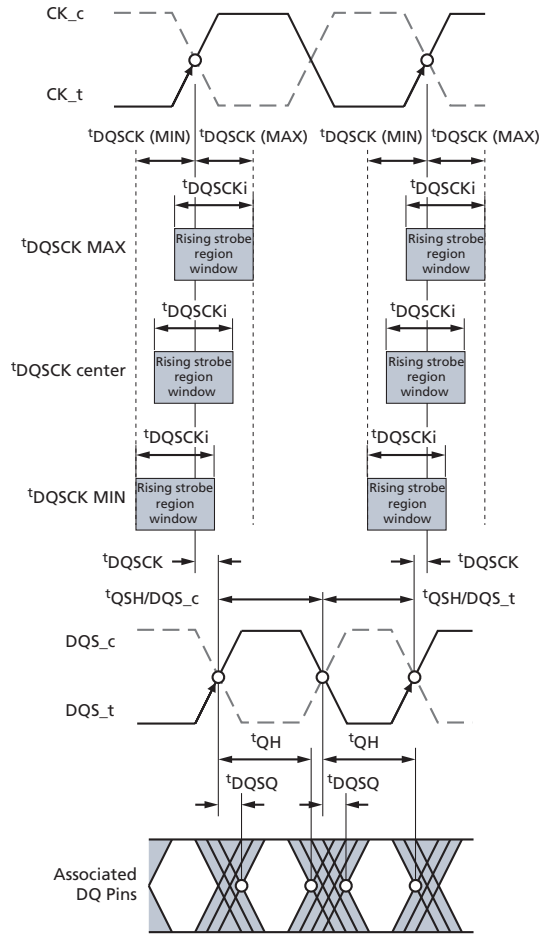 CK_c
CK_t
tDQSCK (MIN) tDQSCK (MAX) tDQSCK (MIN) tDQSCK (MAX)
tDQSCKi tDQSCKi
tDQSCK MAX
Rising strobe
region
window
Rising strobe
region
window
tDQSCKi tDQSCKi
tDQSCK center
Rising strobe
region
window
Rising strobe
region
window
tDQSCKi tDQSCKi
tDQSCK MIN
Rising strobe
region
window
Rising strobe
region
window
tDQSCK tDQSCK
tQSH/DQS_c tQSH/DQS_t
DQS_c
DQS_t
tQH tQH
tDQSQ tDQSQ
Associated
DQ Pins